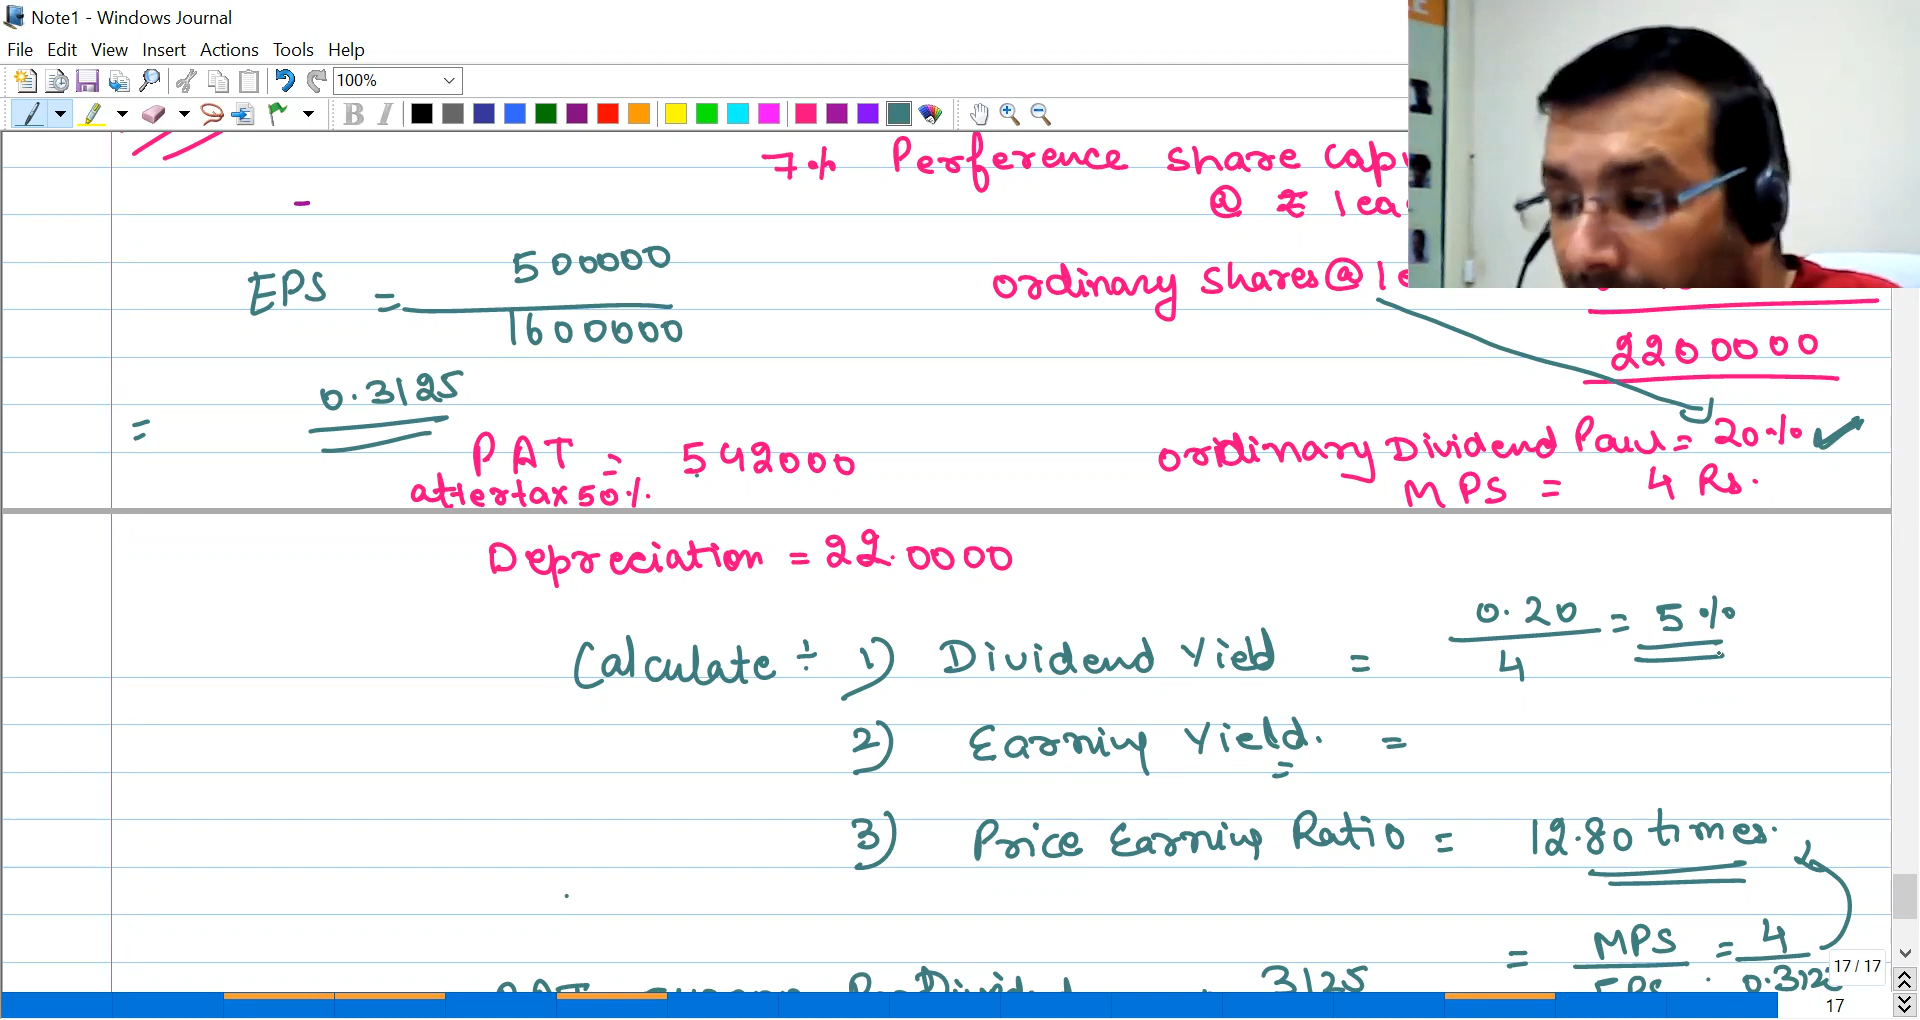 Note1 - Windows Journal
File Edit View Insert Actions Tools Help
100%
7% Perference share cap
@ ₹ 1 ea
EPS = 500000
1600000
ordinary shares @ 1 e
2200000
= 0.3125
PAT = 542000
after tax 50%.
ordinary Dividend Paid = 20%
MPS = 4 Rs.
Depreciation = 22.0000
Calculate ÷ 1) Dividend Yield = 0.20 = 5%
4
2) Earning Yield. =
3) Price Earning Ratio = 12.80 times.
= MPS = 4
EPS 0.312
3125
17 / 17
17